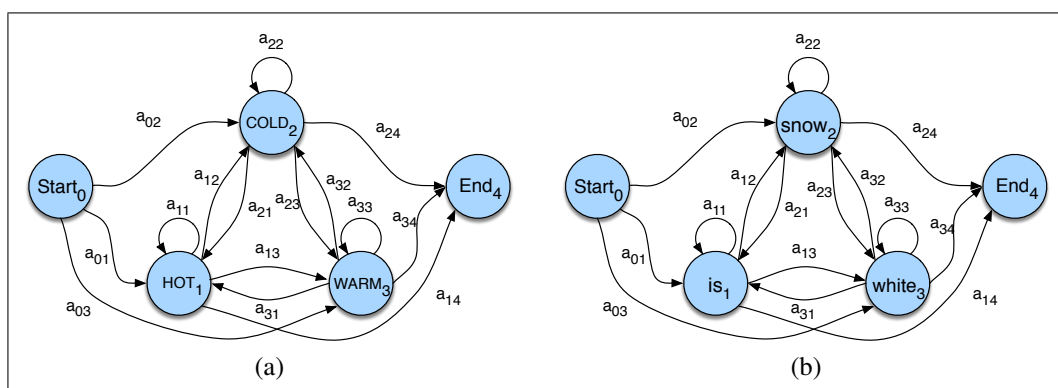 a22 a22
COLD2 snow2
a02 a24 a02 a24
Start0 a12 a32 End4 Start0 a12 a32 End4
a21 a23 a21 a23
a11 a33 a34 a11 a33 a34
a01 a13 a01 a13
HOT1 WARM3 is1 white3
a03 a31 a14 a03 a31 a14
(a) (b)